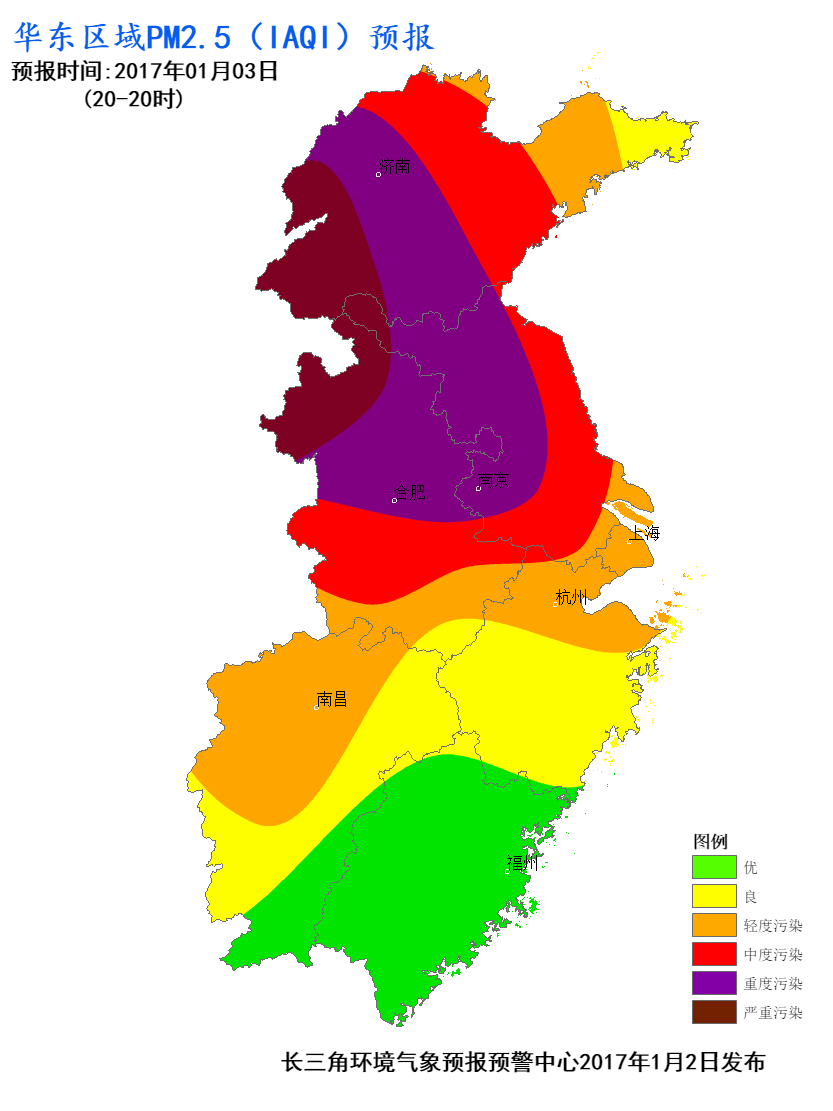 华东区域PM2.5（IAQI）预报
预报时间:2017年01月03日
(20-20时)
济南
合肥
南京
上海
杭州
南昌
福州
图例
优
良
轻度污染
中度污染
重度污染
严重污染
长三角环境气象预报预警中心2017年1月2日发布